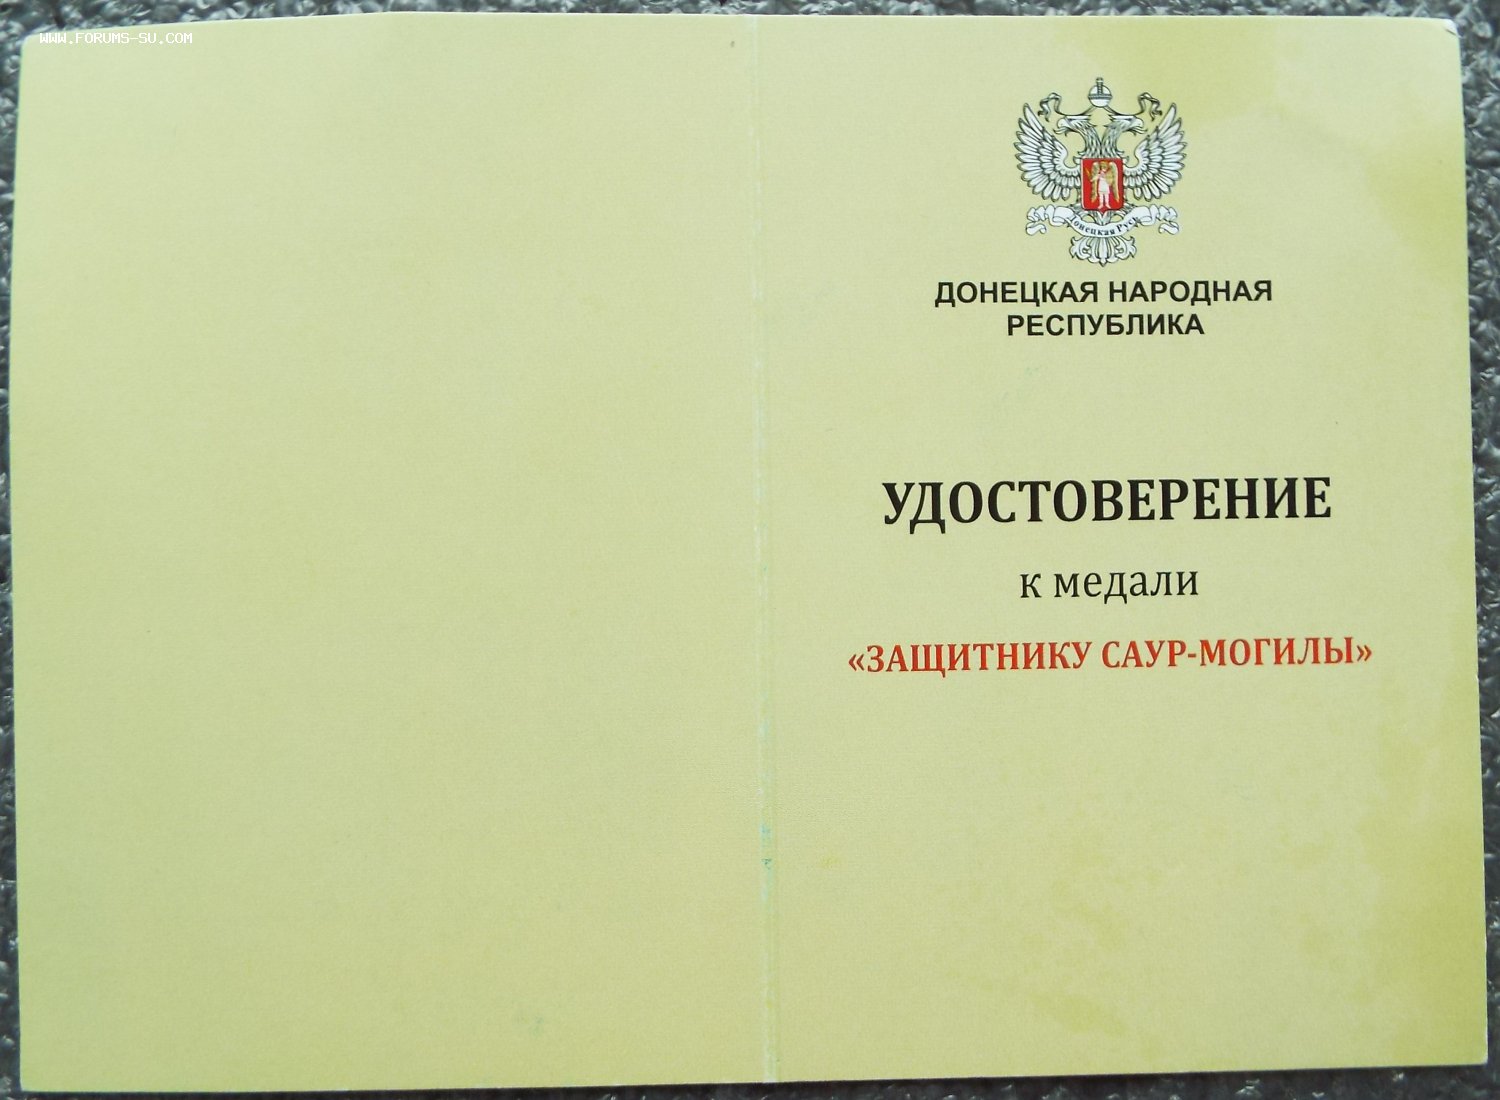 WWW.FORUMS-SU.COM
Донецкая Русь
ДОНЕЦКАЯ НАРОДНАЯ
РЕСПУБЛИКА
УДОСТОВЕРЕНИЕ
к медали
«ЗАЩИТНИКУ САУР-МОГИЛЫ»